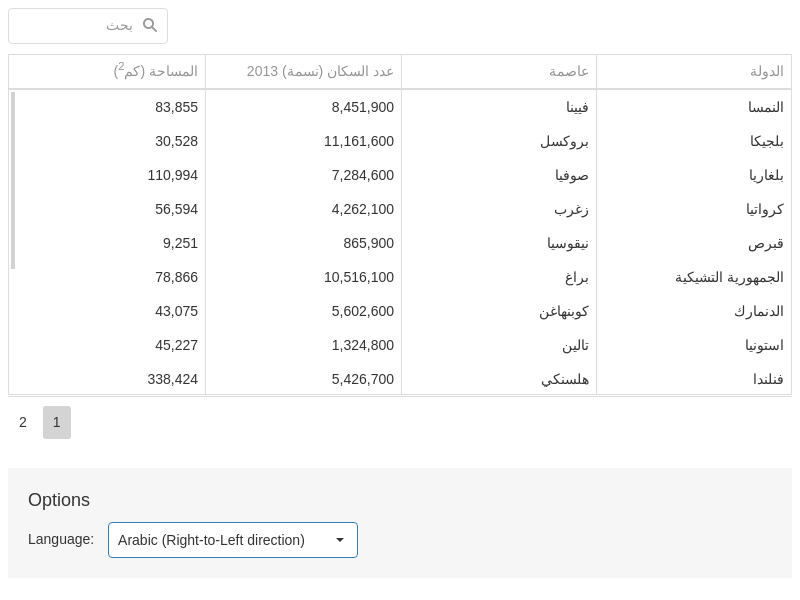 بحث
الدولة عاصمة عدد السكان (نسمة) 2013 المساحة (كم2)
النمسا فيينا 8,451,900 83,855
بلجيكا بروكسل 11,161,600 30,528
بلغاريا صوفيا 7,284,600 110,994
كرواتيا زغرب 4,262,100 56,594
قبرص نيقوسيا 865,900 9,251
الجمهورية التشيكية براغ 10,516,100 78,866
الدنمارك كوبنهاغن 5,602,600 43,075
استونيا تالين 1,324,800 45,227
فنلندا هلسنكي 5,426,700 338,424
1 2
Options
Language: Arabic (Right-to-Left direction)